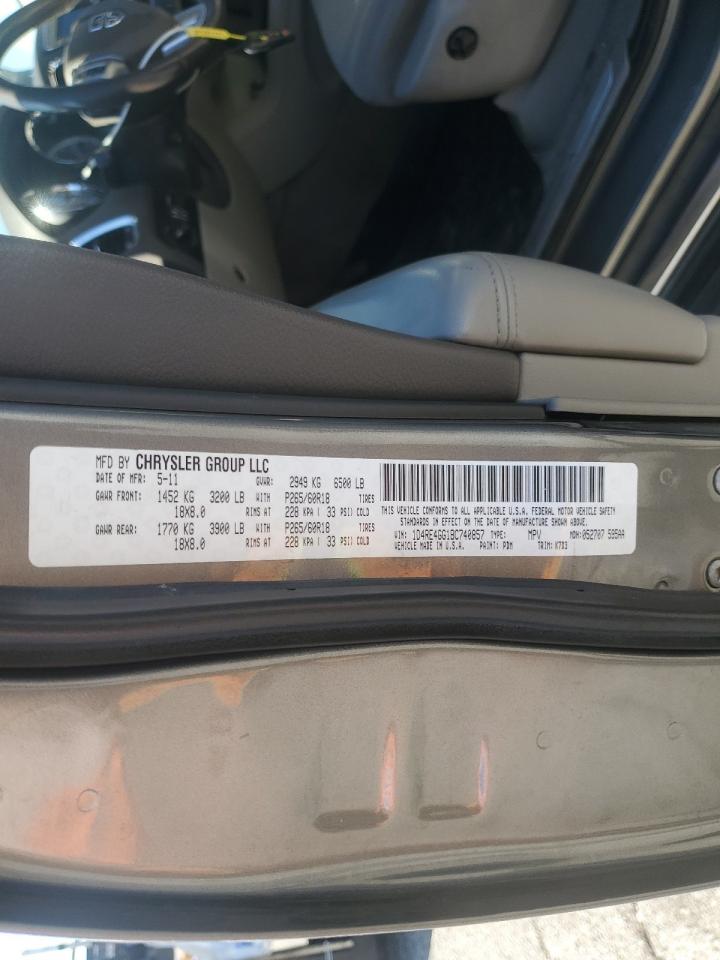 MFD BY CHRYSLER GROUP LLC
DATE OF MFR: 5-11 GVWR: 2949 KG 6500 LB
GAWR FRONT: 1452 KG 3200 LB WITH P265/60R18 TIRES
18X8.0 RIMS AT 228 KPA ( 33 PSI) COLD
GAWR REAR: 1770 KG 3900 LB WITH P265/60R18 TIRES
18X8.0 RIMS AT 228 KPA ( 33 PSI) COLD
THIS VEHICLE CONFORMS TO ALL APPLICABLE U.S.A. FEDERAL MOTOR VEHICLE SAFETY
STANDARDS IN EFFECT ON THE DATE OF MANUFACTURE SHOWN ABOVE.
VIN: 1D4RE4GG1BC740857 TYPE: MPV MDH: 052707 585AA
VEHICLE MADE IN U.S.A. PAINT: PDM TRIM: K7D3